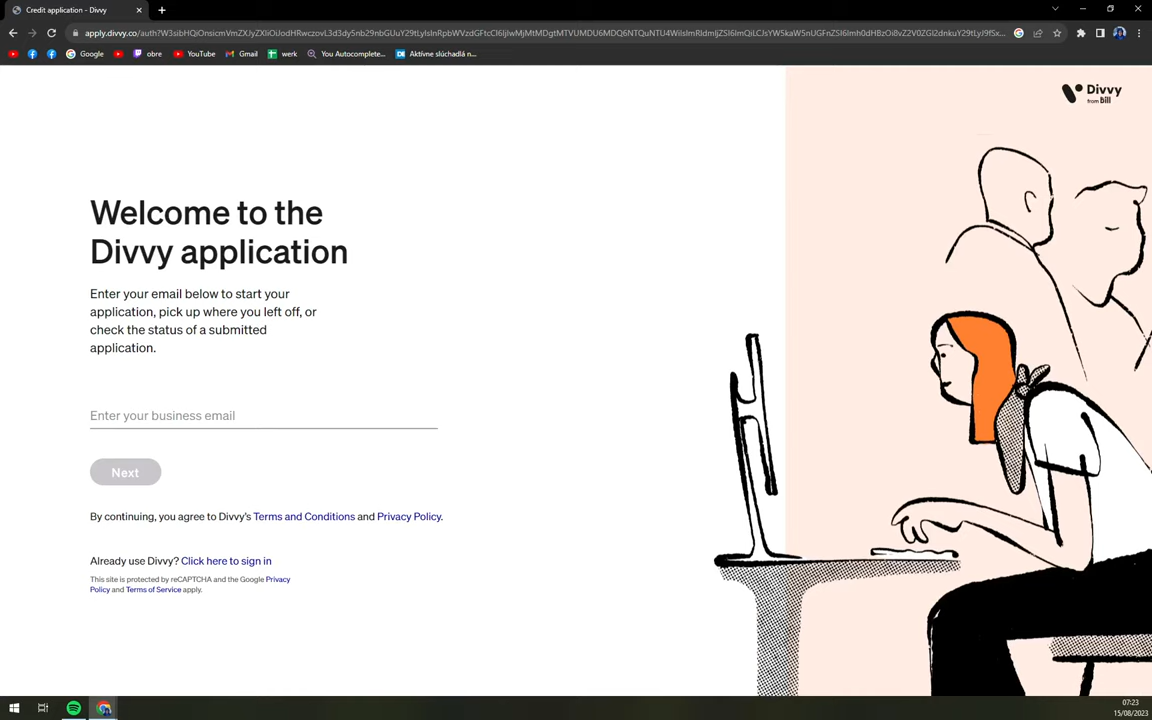 Credit application - Divvy
Google
obre
YouTube
Gmail
werk
You Autocomplete...
Aktívne slúchadlá n...
Divvy
from bill
Welcome to the
Divvy application
Enter your email below to start your
application, pick up where you left off, or
check the status of a submitted
application.
Enter your business email
Next
By continuing, you agree to Divvy's Terms and Conditions and Privacy Policy.
Already use Divvy? Click here to sign in
This site is protected by reCAPTCHA and the Google Privacy
Policy and Terms of Service apply.
07:23
15/08/2023